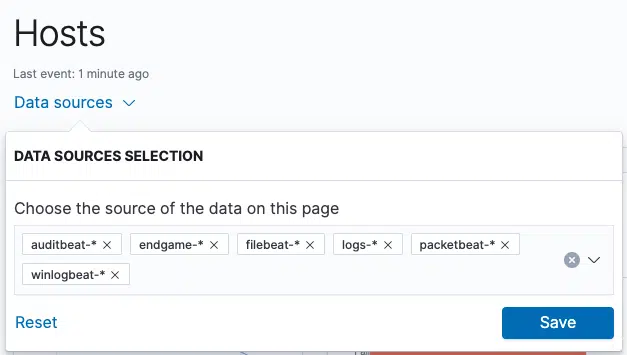 Hosts
Last event: 1 minute ago
Data sources
DATA SOURCES SELECTION
Choose the source of the data on this page
auditbeat-* endgame-* filebeat-* logs-* packetbeat-*
winlogbeat-*
Reset Save